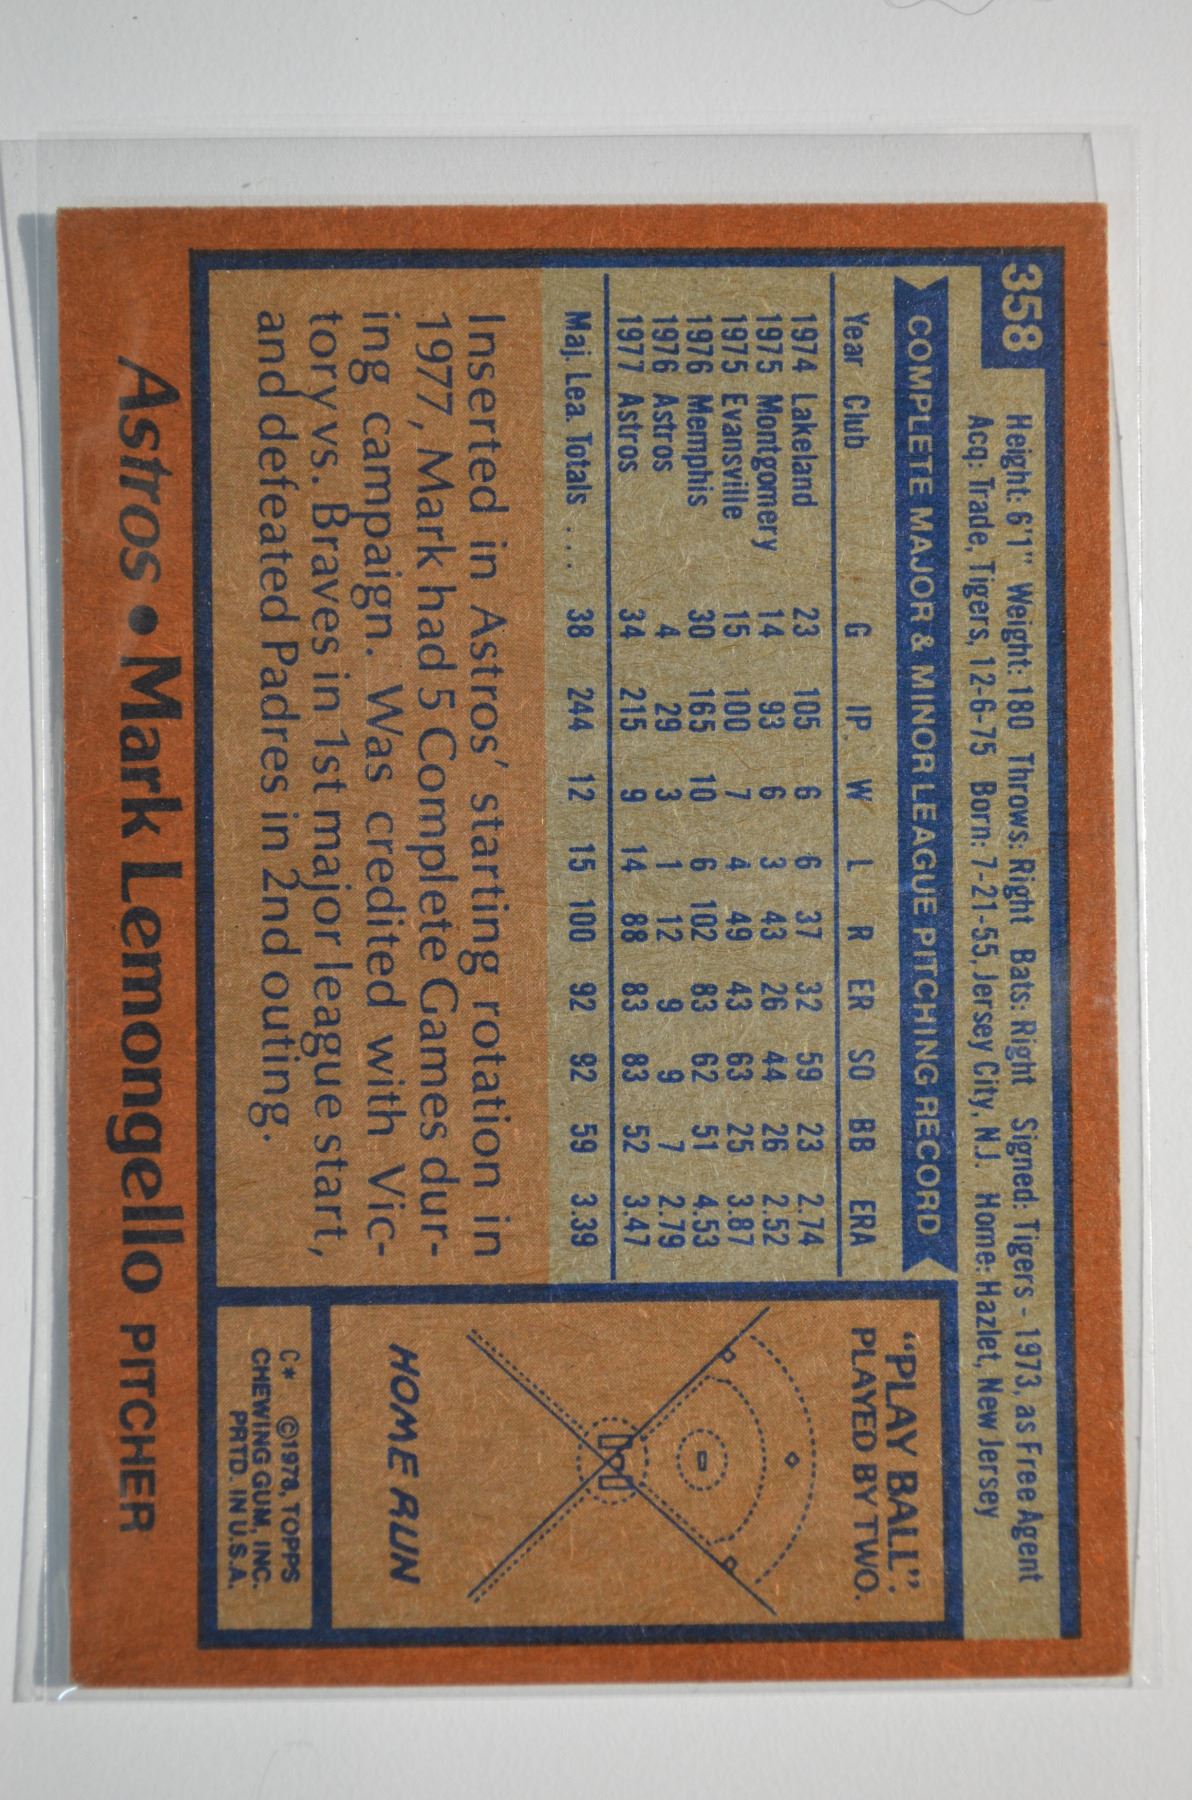 358
Height: 6'1" Weight: 180 Throws: Right Bats: Right Signed: Tigers - 1973, as Free Agent
Acq: Trade, Tigers, 12-6-75 Born: 7-21-55, Jersey City, N.J. Home: Hazlet, New Jersey
COMPLETE MAJOR & MINOR LEAGUE PITCHING RECORD
Year Club G IP W L R ER SO BB ERA
1974 Lakeland 23 105 6 6 37 32 59 23 2.74
1975 Montgomery 14 93 6 3 43 26 44 26 2.52
1975 Evansville 15 100 7 4 49 43 63 25 3.87
1976 Memphis 30 165 10 6 102 83 62 51 4.53
1976 Astros 4 29 3 1 12 9 9 7 2.79
1977 Astros 34 215 9 14 88 83 83 52 3.47
Maj. Lea. Totals . . . 38 244 12 15 100 92 92 59 3.39
Inserted in Astros' starting rotation in
1977, Mark had 5 Complete Games dur-
ing campaign. Was credited with Vic-
tory vs. Braves in 1st major league start,
and defeated Padres in 2nd outing.
"PLAY BALL".
PLAYED BY TWO.
HOME RUN
C* ©1978, TOPPS
CHEWING GUM, INC.
PRTD. IN U.S.A.
Astros • Mark Lemongello PITCHER